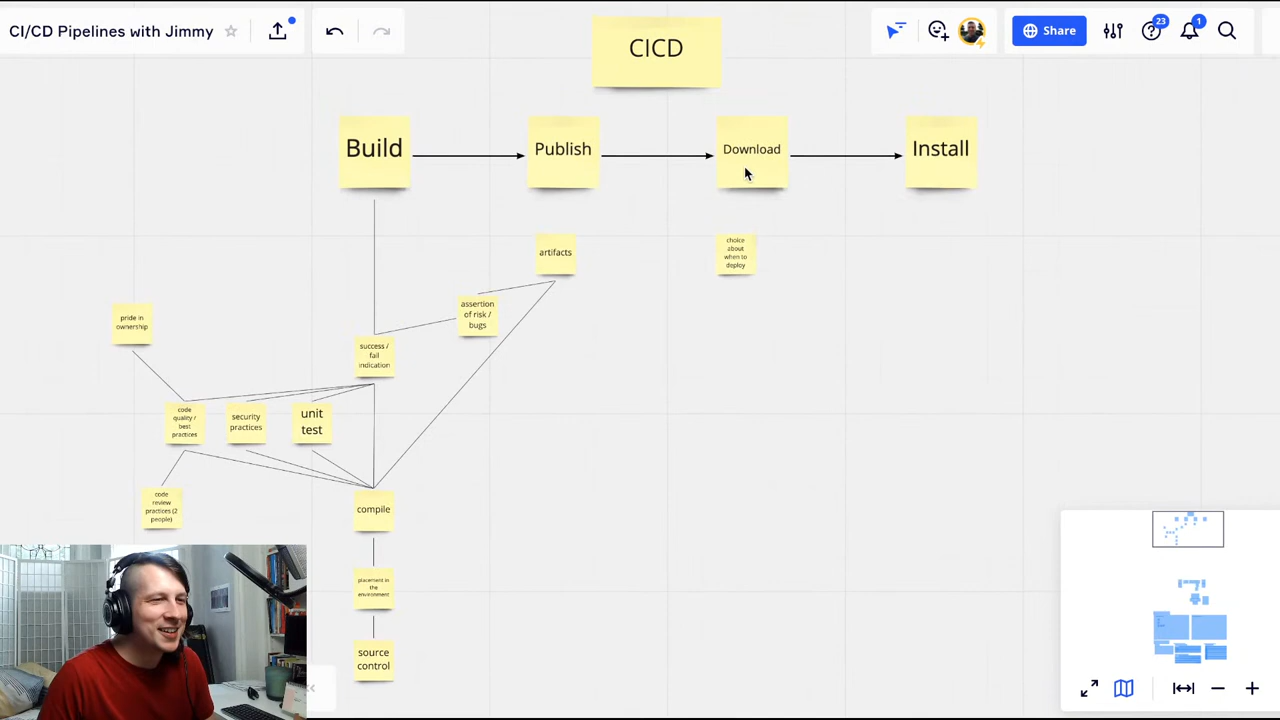 CI/CD Pipelines with Jimmy
Share
23
1
CICD
Build
Publish
Download
Install
artifacts
choice
about
when to
deploy
assertion
of risk /
bugs
pride in
ownership
success /
fail
indication
code
quality /
best
practices
security
practices
unit
test
code
review
practices (2
people)
compile
placement in
the
environment
source
control